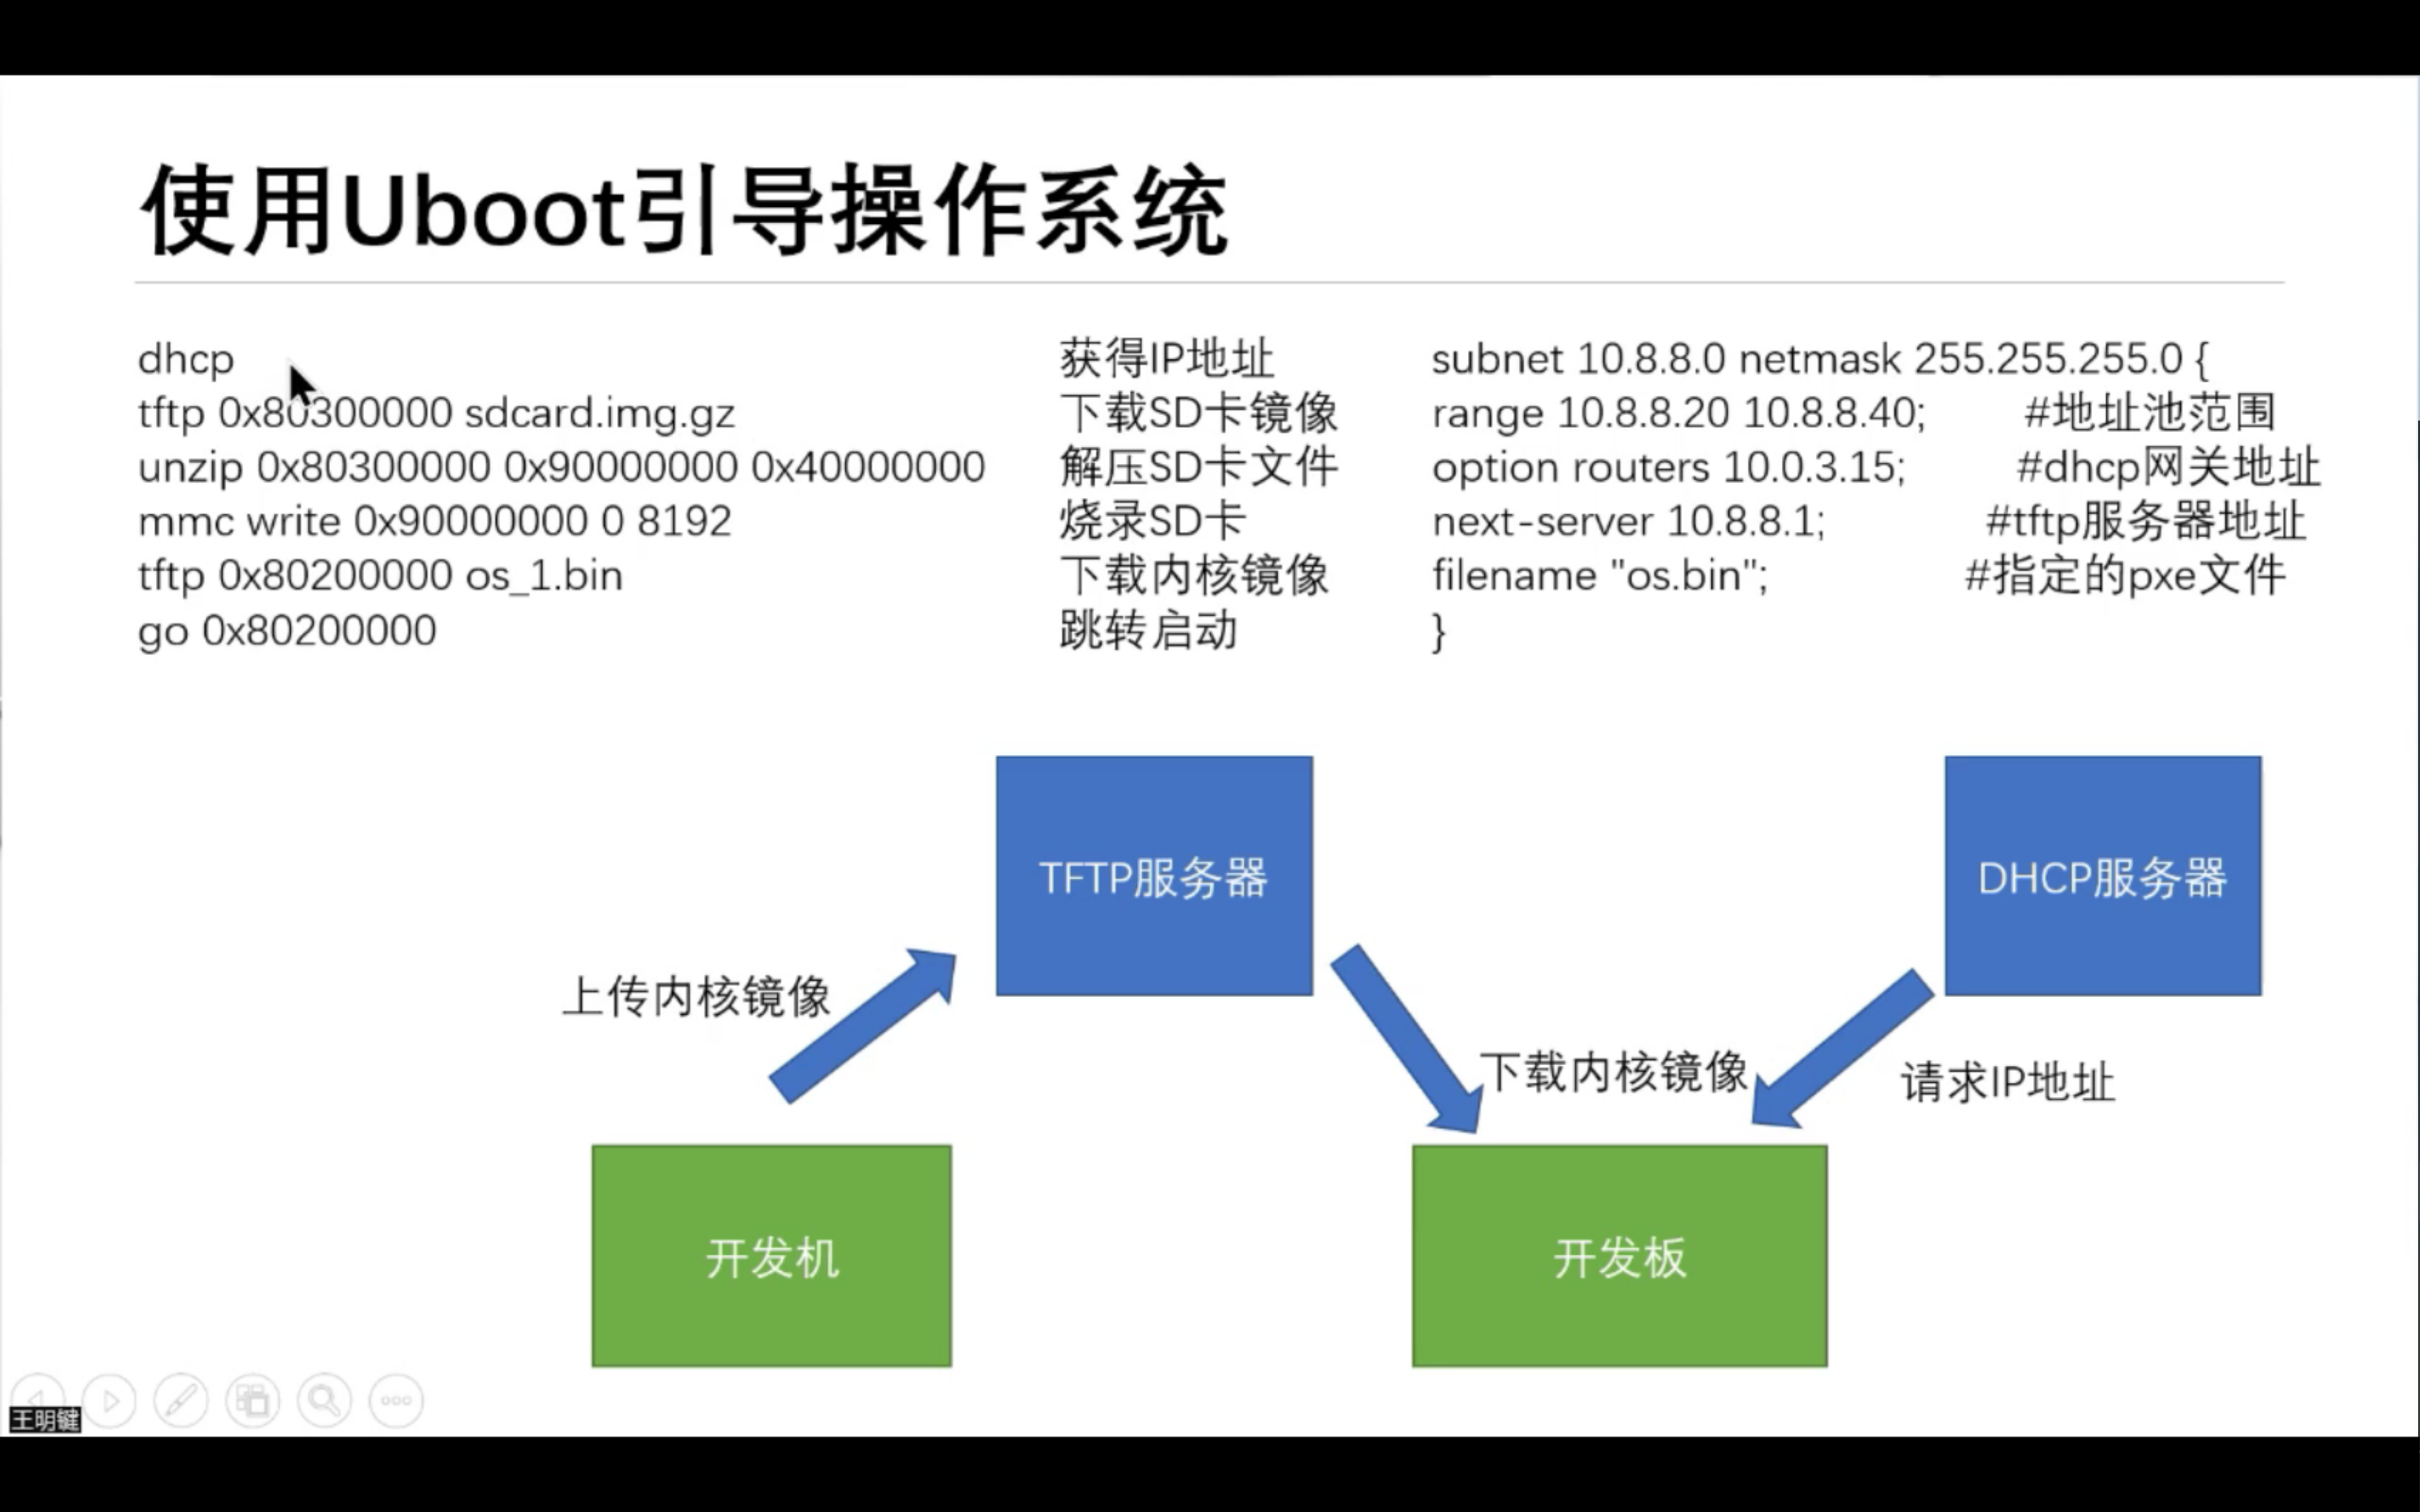 使用Uboot引导操作系统
dhcp
tftp 0x80300000 sdcard.img.gz
unzip 0x80300000 0x90000000 0x40000000
mmc write 0x90000000 0 8192
tftp 0x80200000 os_1.bin
go 0x80200000
获得IP地址
下载SD卡镜像
解压SD卡文件
烧录SD卡
下载内核镜像
跳转启动
subnet 10.8.8.0 netmask 255.255.255.0 {
range 10.8.8.20 10.8.8.40; #地址池范围
option routers 10.0.3.15; #dhcp网关地址
next-server 10.8.8.1; #tftp服务器地址
filename "os.bin"; #指定的pxe文件
}
TFTP服务器
DHCP服务器
上传内核镜像
下载内核镜像
请求IP地址
开发机
开发板
王明键